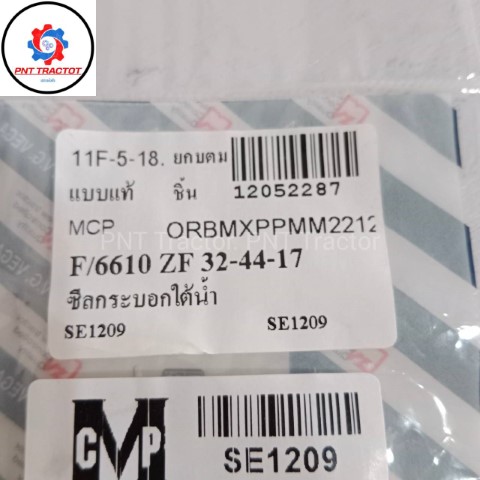 PNT TRACTOT
11F-5-18. ยกบตม
แบบแท้ ชิ้น 12052287
MCP ORBMXPPMM2212
PNT Tractor PNT Tractor
F/6610 ZF 32-44-17
ซีลกระบอกใต้น้ำ
SE1209 SE1209
MCP
SE1209